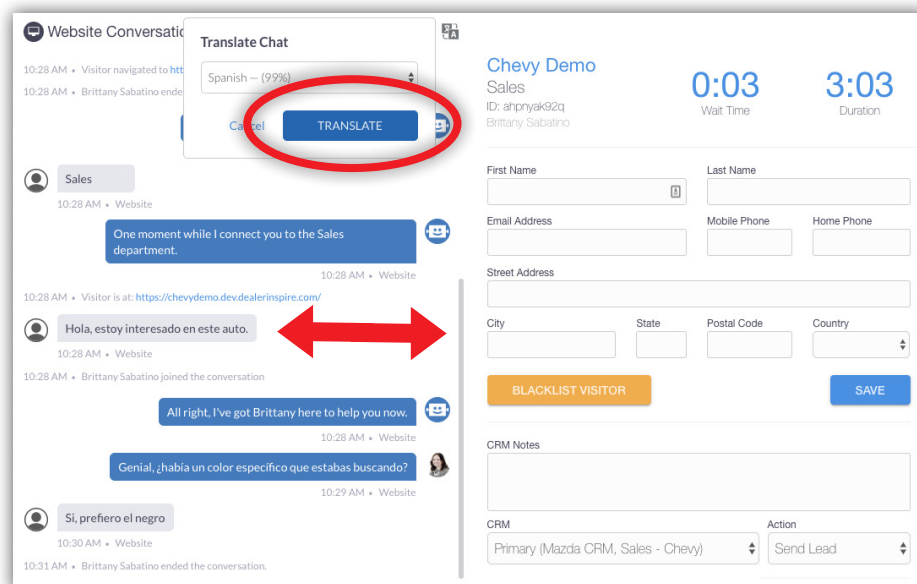 Website Conversatio
Translate Chat
Spanish — (99%)
Cancel
TRANSLATE
10:28 AM • Visitor navigated to htt
10:28 AM • Brittany Sabatino ende
Sales
10:28 AM • Website
One moment while I connect you to the Sales
department.
10:28 AM • Website
10:28 AM • Visitor is at: https://chevydemo.dev.dealerinspire.com/
Hola, estoy interesado en este auto.
10:28 AM • Website
10:28 AM • Brittany Sabatino joined the conversation
All right, I've got Brittany here to help you now.
10:28 AM • Website
Genial, ¿había un color específico que estabas buscando?
10:29 AM • Website
Si, prefiero el negro
10:30 AM • Website
10:31 AM • Brittany Sabatino ended the conversation.
Chevy Demo
Sales
ID: ahpnyak92q
Brittany Sabatino
0:03
Wait Time
3:03
Duration
First Name
Last Name
Email Address
Mobile Phone
Home Phone
Street Address
City
State
Postal Code
Country
BLACKLIST VISITOR
SAVE
CRM Notes
CRM
Action
Primary (Mazda CRM, Sales - Chevy)
Send Lead